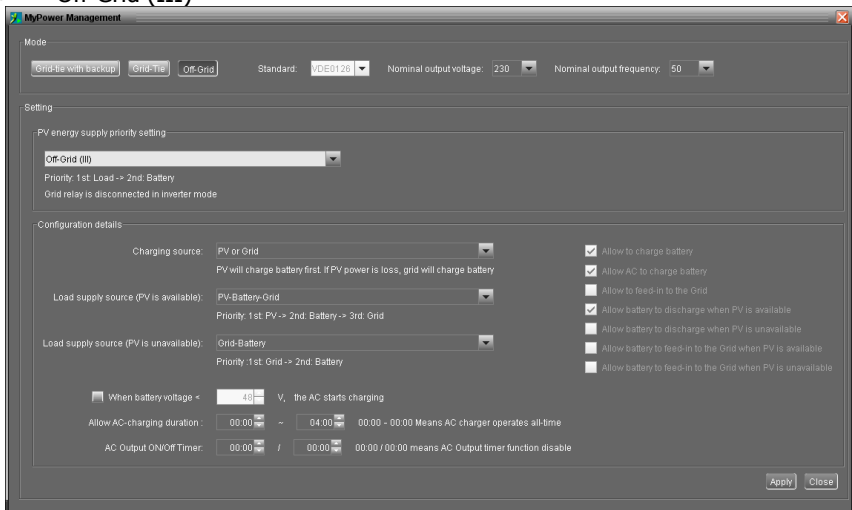 Off-Grid (III)
MyPower Management
Mode
Grid-tie with backup Grid-Tie Off-Grid Standard: VDE0126 Nominal output voltage: 230 Nominal output frequency: 50
Setting
PV energy supply priority setting
Off-Grid (III)
Priority: 1st: Load -> 2nd: Battery
Grid relay is disconnected in inverter mode
Configuration details
Charging source: PV or Grid
PV will charge battery first. If PV power is loss, grid will charge battery
Load supply source (PV is available): PV-Battery-Grid
Priority: 1st: PV -> 2nd: Battery -> 3rd: Grid
Load supply source (PV is unavailable): Grid-Battery
Priority :1st: Grid -> 2nd: Battery
When battery voltage < 48 V, the AC starts charging
Allow AC-charging duration : 00:00 ~ 04:00 00:00 - 00:00 Means AC charger operates all-time
AC Output ON/Off Timer: 00:00 / 00:00 00:00 / 00:00 means AC Output timer function disable
Allow to charge battery
Allow AC to charge battery
Allow to feed-in to the Grid
Allow battery to discharge when PV is available
Allow battery to discharge when PV is unavailable
Allow battery to feed-in to the Grid when PV is available
Allow battery to feed-in to the Grid when PV is unavailable
Apply Close